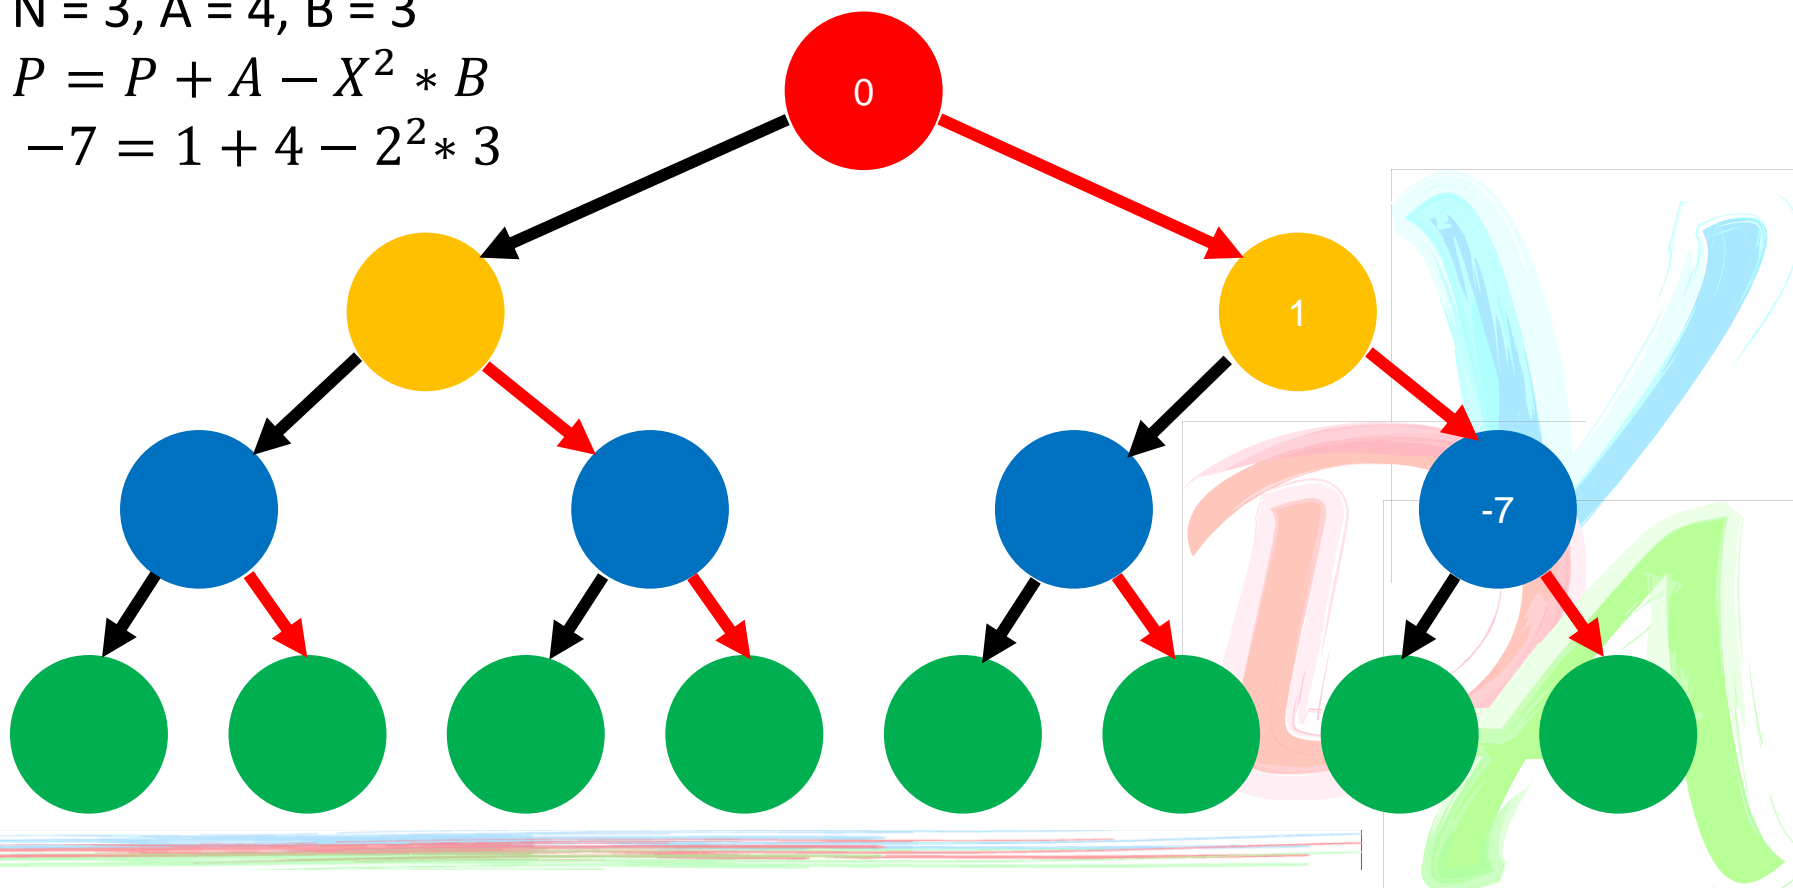 N = 3, A = 4, B = 3
P = P + A − X² * B
−7 = 1 + 4 − 2² * 3
0
1
-7